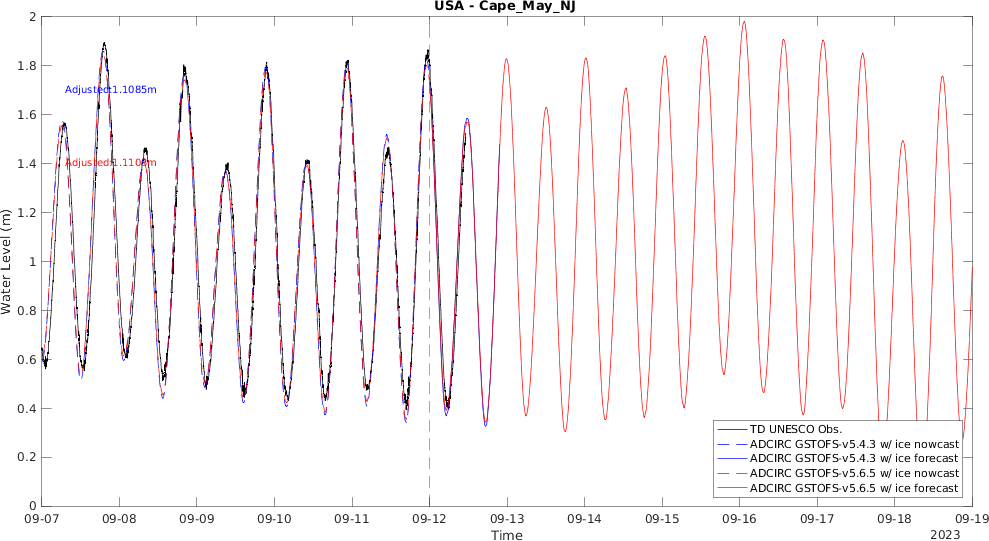 USA - Cape_May_NJ
2
1.8
1.6
1.4
1.2
1
0.8
0.6
0.4
0.2
0
Water Level (m)
Adjusted:1.1085m
Adjusted:1.1103m
TD UNESCO Obs.
ADCIRC GSTOFS-v5.4.3 w/ ice nowcast
ADCIRC GSTOFS-v5.4.3 w/ ice forecast
ADCIRC GSTOFS-v5.6.5 w/ ice nowcast
ADCIRC GSTOFS-v5.6.5 w/ ice forecast
09-07 09-08 09-09 09-10 09-11 09-12 09-13 09-14 09-15 09-16 09-17 09-18 09-19
Time
2023